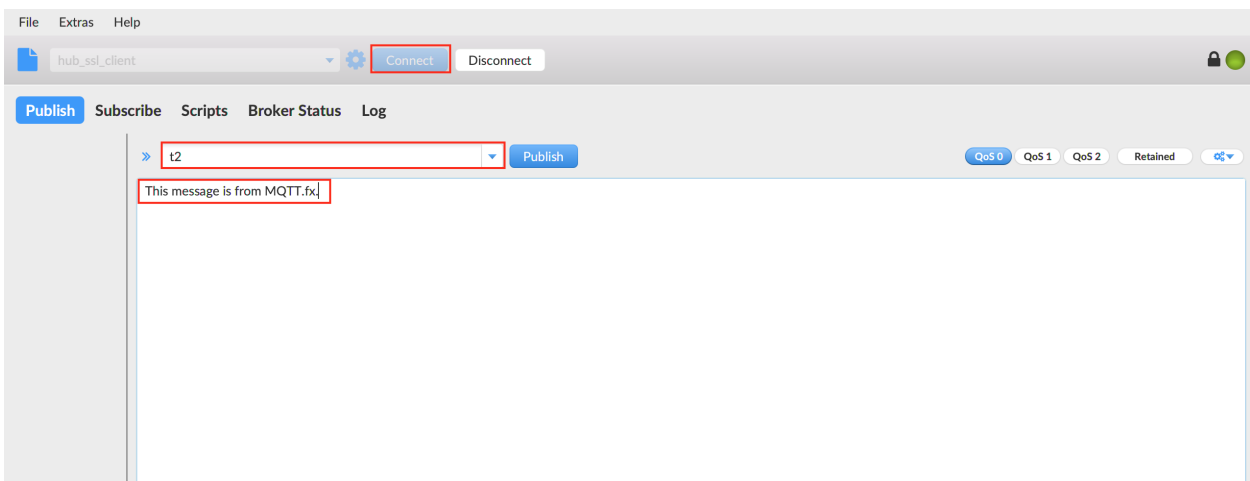 File Extras Help
hub_ssl_client Connect Disconnect
Publish Subscribe Scripts Broker Status Log
t2 Publish QoS 0 QoS 1 QoS 2 Retained
This message is from MQTT.fx.